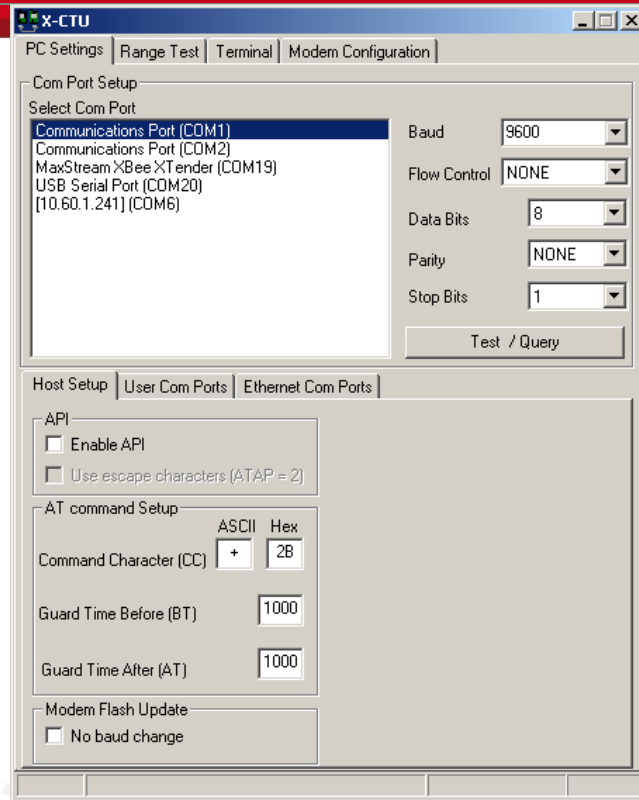 X-CTU
PC Settings Range Test Terminal Modem Configuration
Com Port Setup
Select Com Port
Communications Port (COM1)
Communications Port (COM2)
MaxStream XBee XTender (COM19)
USB Serial Port (COM20)
[10.60.1.241] (COM6)
Baud 9600
Flow Control NONE
Data Bits 8
Parity NONE
Stop Bits 1
Test / Query
Host Setup User Com Ports Ethernet Com Ports
API
Enable API
Use escape characters (ATAP = 2)
AT command Setup
ASCII Hex
Command Character (CC) + 2B
Guard Time Before (BT) 1000
Guard Time After (AT) 1000
Modem Flash Update
No baud change